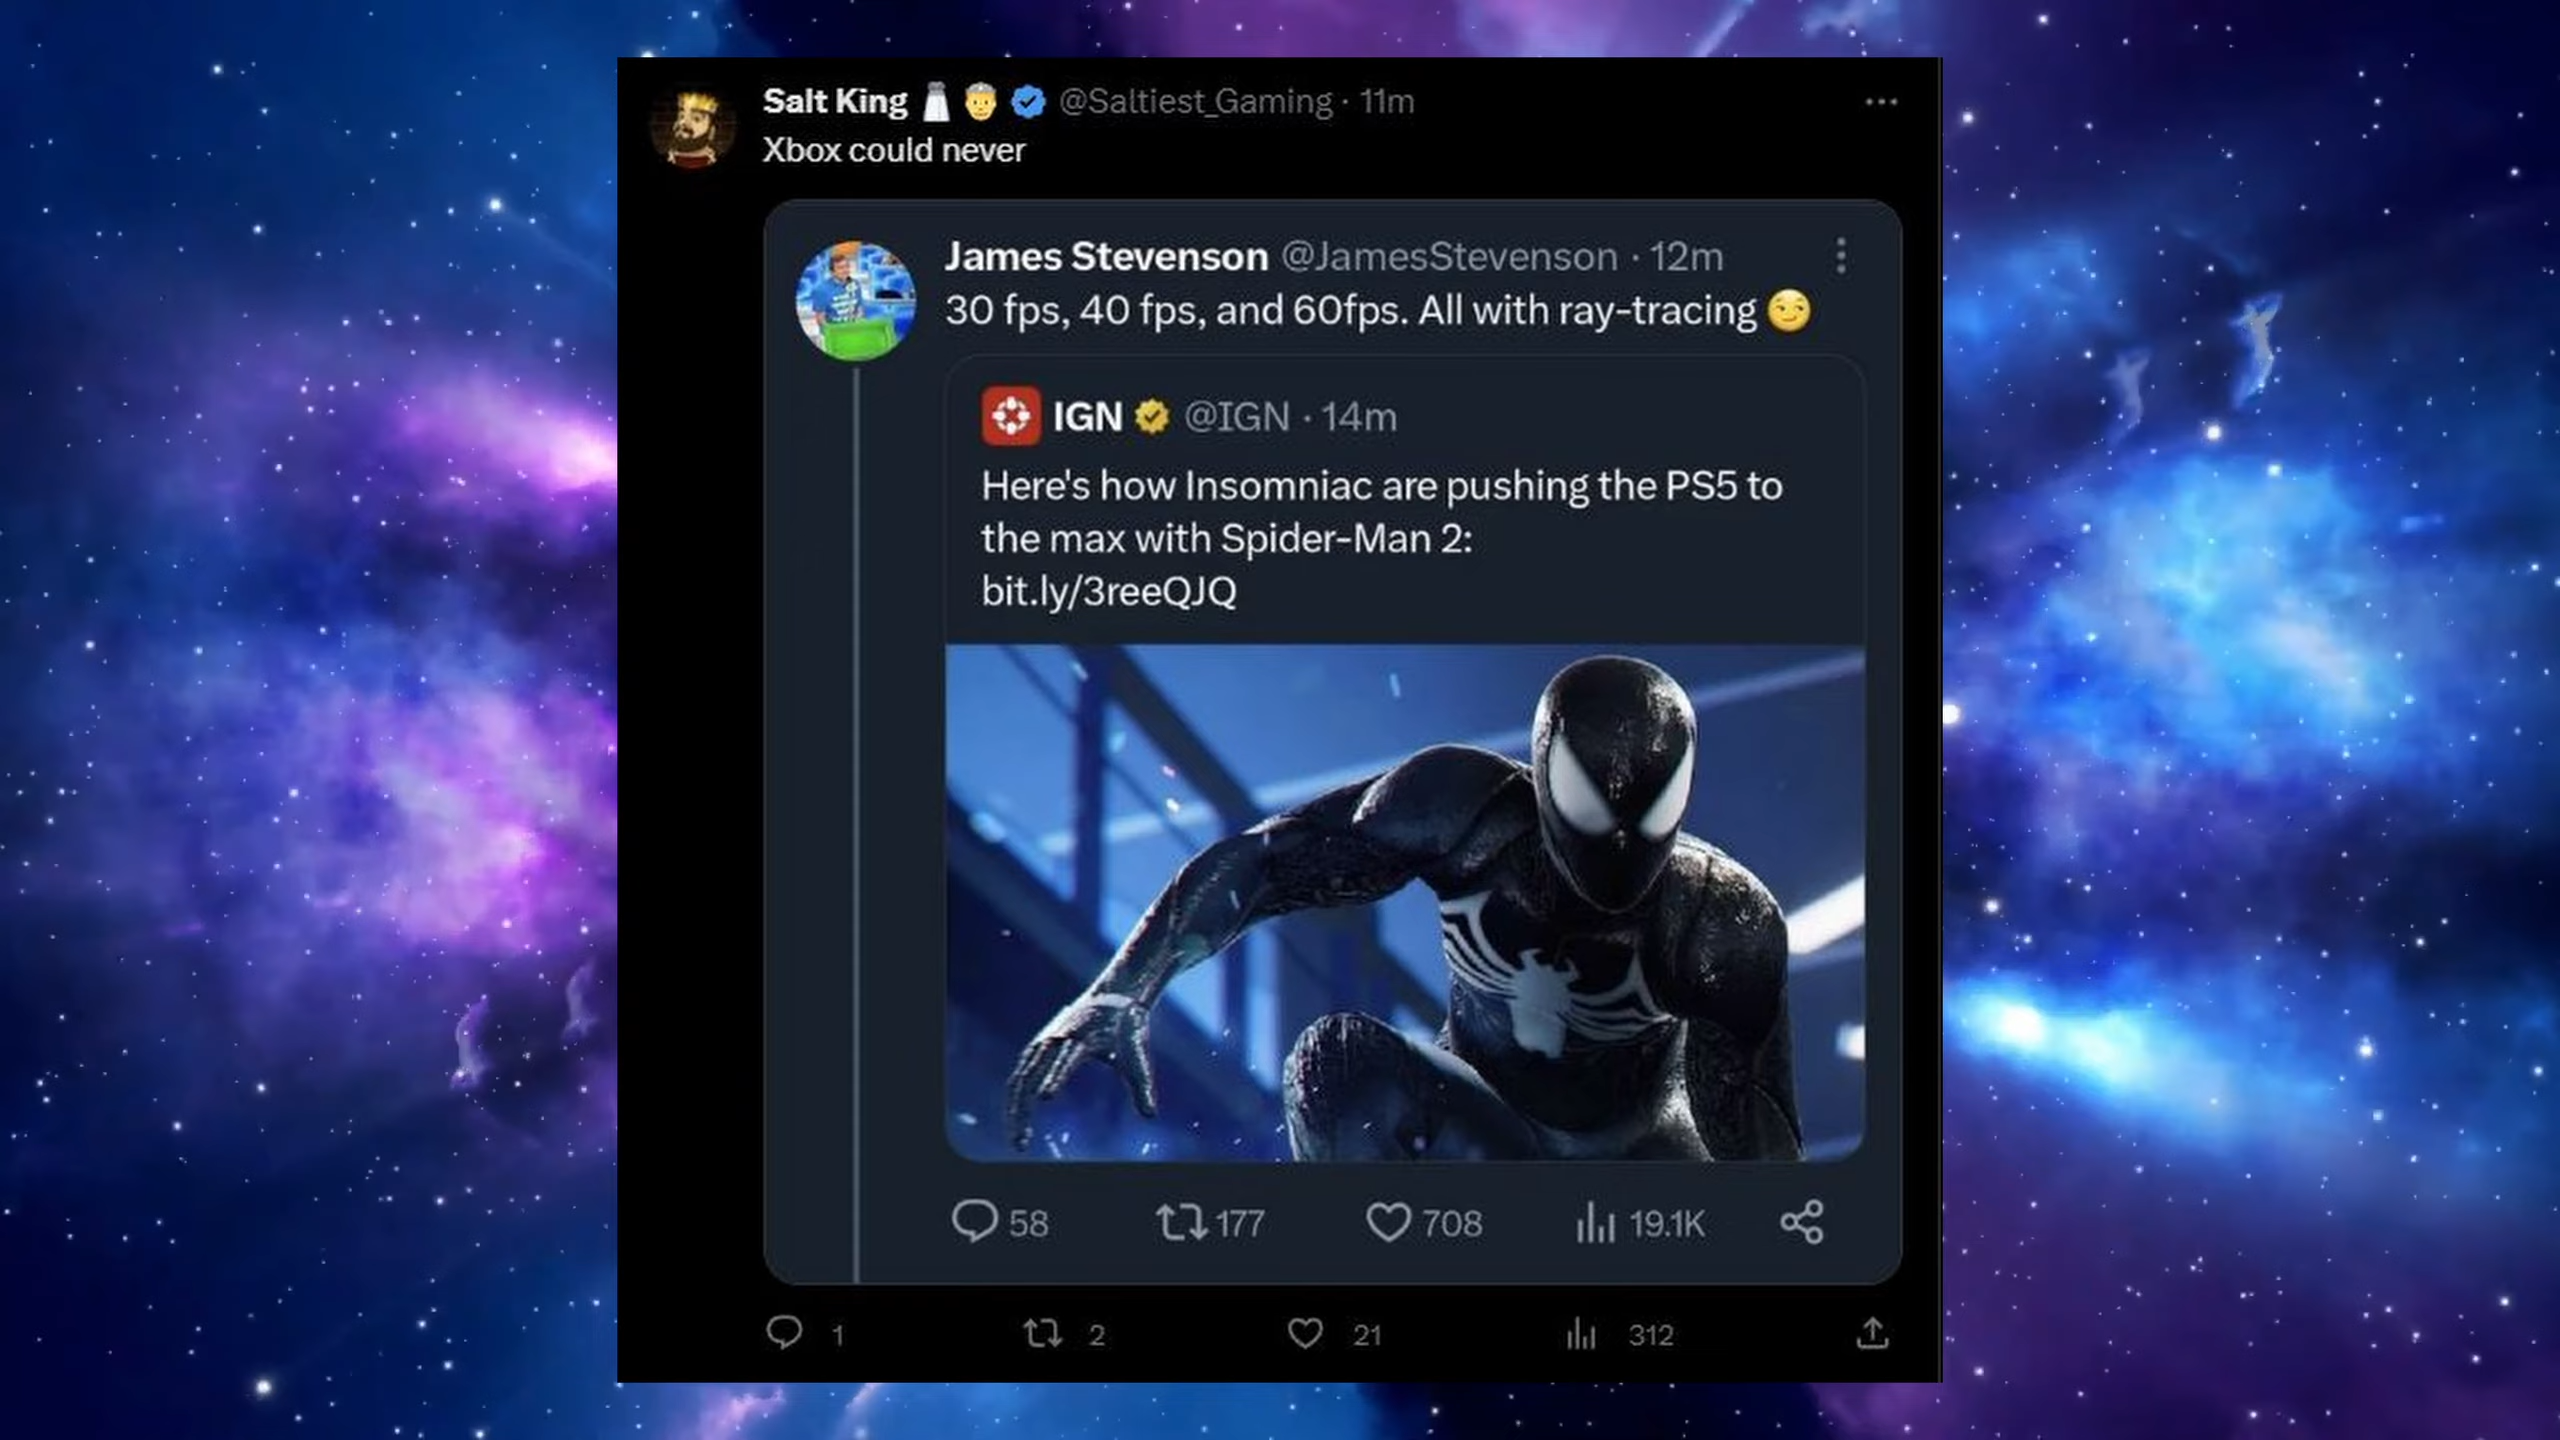 Salt King 🧂 🤴 @Saltiest_Gaming · 11m
Xbox could never
James Stevenson @JamesStevenson · 12m
30 fps, 40 fps, and 60fps. All with ray-tracing 😏
IGN @IGN · 14m
Here's how Insomniac are pushing the PS5 to
the max with Spider-Man 2:
bit.ly/3reeQJQ
58 177 708 19.1K
1 2 21 312